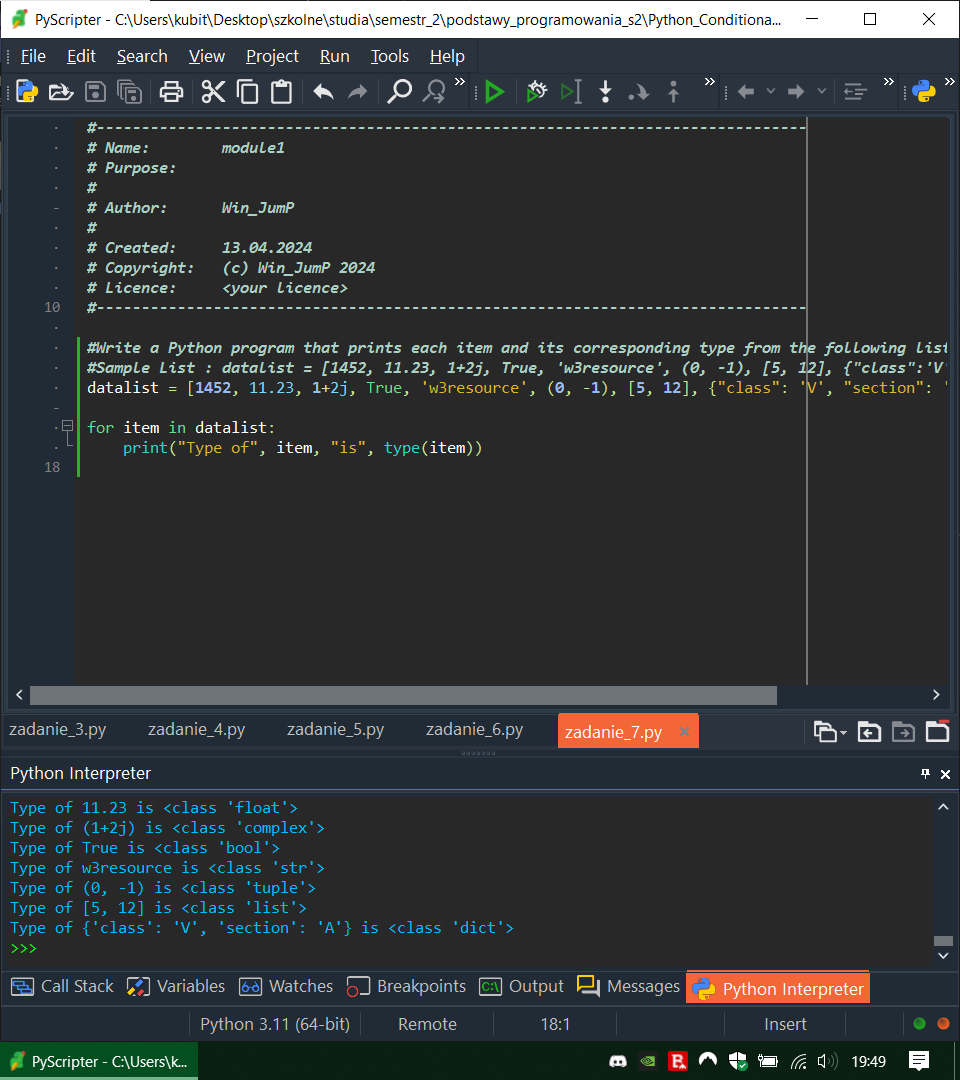 PyScripter - C:\Users\kubit\Desktop\szkolne\studia\semestr_2\podstawy_programowania_s2\Python_Conditiona...
File Edit Search View Project Run Tools Help
#-------------------------------------------------------------------------------
# Name:        module1
# Purpose:
#
# Author:      Win_JumP
#
# Created:     13.04.2024
# Copyright:   (c) Win_JumP 2024
# Licence:     <your licence>
10 #-------------------------------------------------------------------------------
#Write a Python program that prints each item and its corresponding type from the following list
#Sample List : datalist = [1452, 11.23, 1+2j, True, 'w3resource', (0, -1), [5, 12], {"class":'V'
datalist = [1452, 11.23, 1+2j, True, 'w3resource', (0, -1), [5, 12], {"class": 'V', "section": '
for item in datalist:
    print("Type of", item, "is", type(item))
18
zadanie_3.py zadanie_4.py zadanie_5.py zadanie_6.py zadanie_7.py
Python Interpreter
Type of 11.23 is <class 'float'>
Type of (1+2j) is <class 'complex'>
Type of True is <class 'bool'>
Type of w3resource is <class 'str'>
Type of (0, -1) is <class 'tuple'>
Type of [5, 12] is <class 'list'>
Type of {'class': 'V', 'section': 'A'} is <class 'dict'>
>>>
Call Stack Variables Watches Breakpoints Output Messages Python Interpreter
Python 3.11 (64-bit) Remote 18:1 Insert
PyScripter - C:\Users\k... 19:49